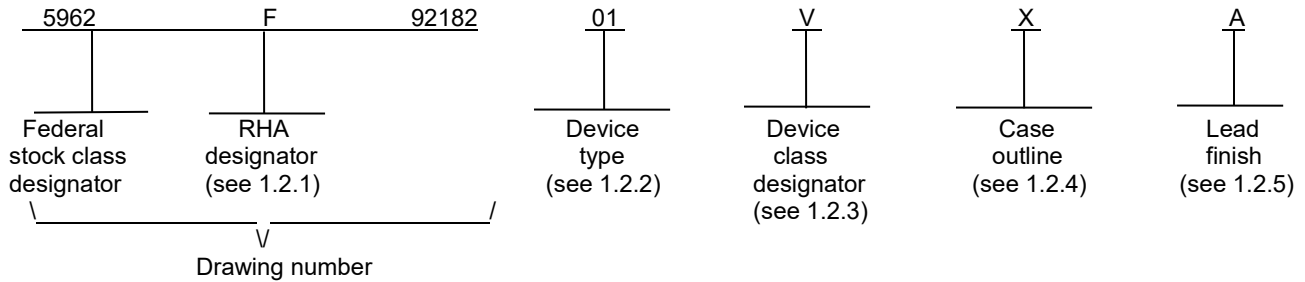 5962 F 92182 01 V X A
Federal stock class designator
RHA designator (see 1.2.1)
Device type (see 1.2.2)
Device class designator (see 1.2.3)
Case outline (see 1.2.4)
Lead finish (see 1.2.5)
Drawing number